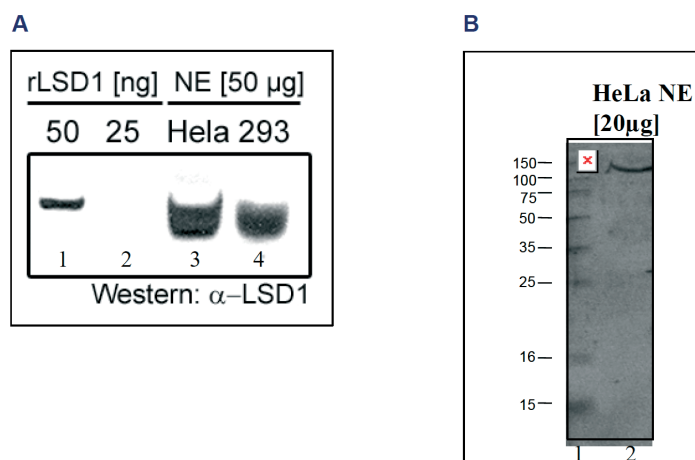 A
rLSD1 [ng] NE [50 µg]
50 25 Hela 293
1 2 3 4
Western: α–LSD1
B
HeLa NE
[20µg]
150
100
75
50
35
25
16
15
1 2